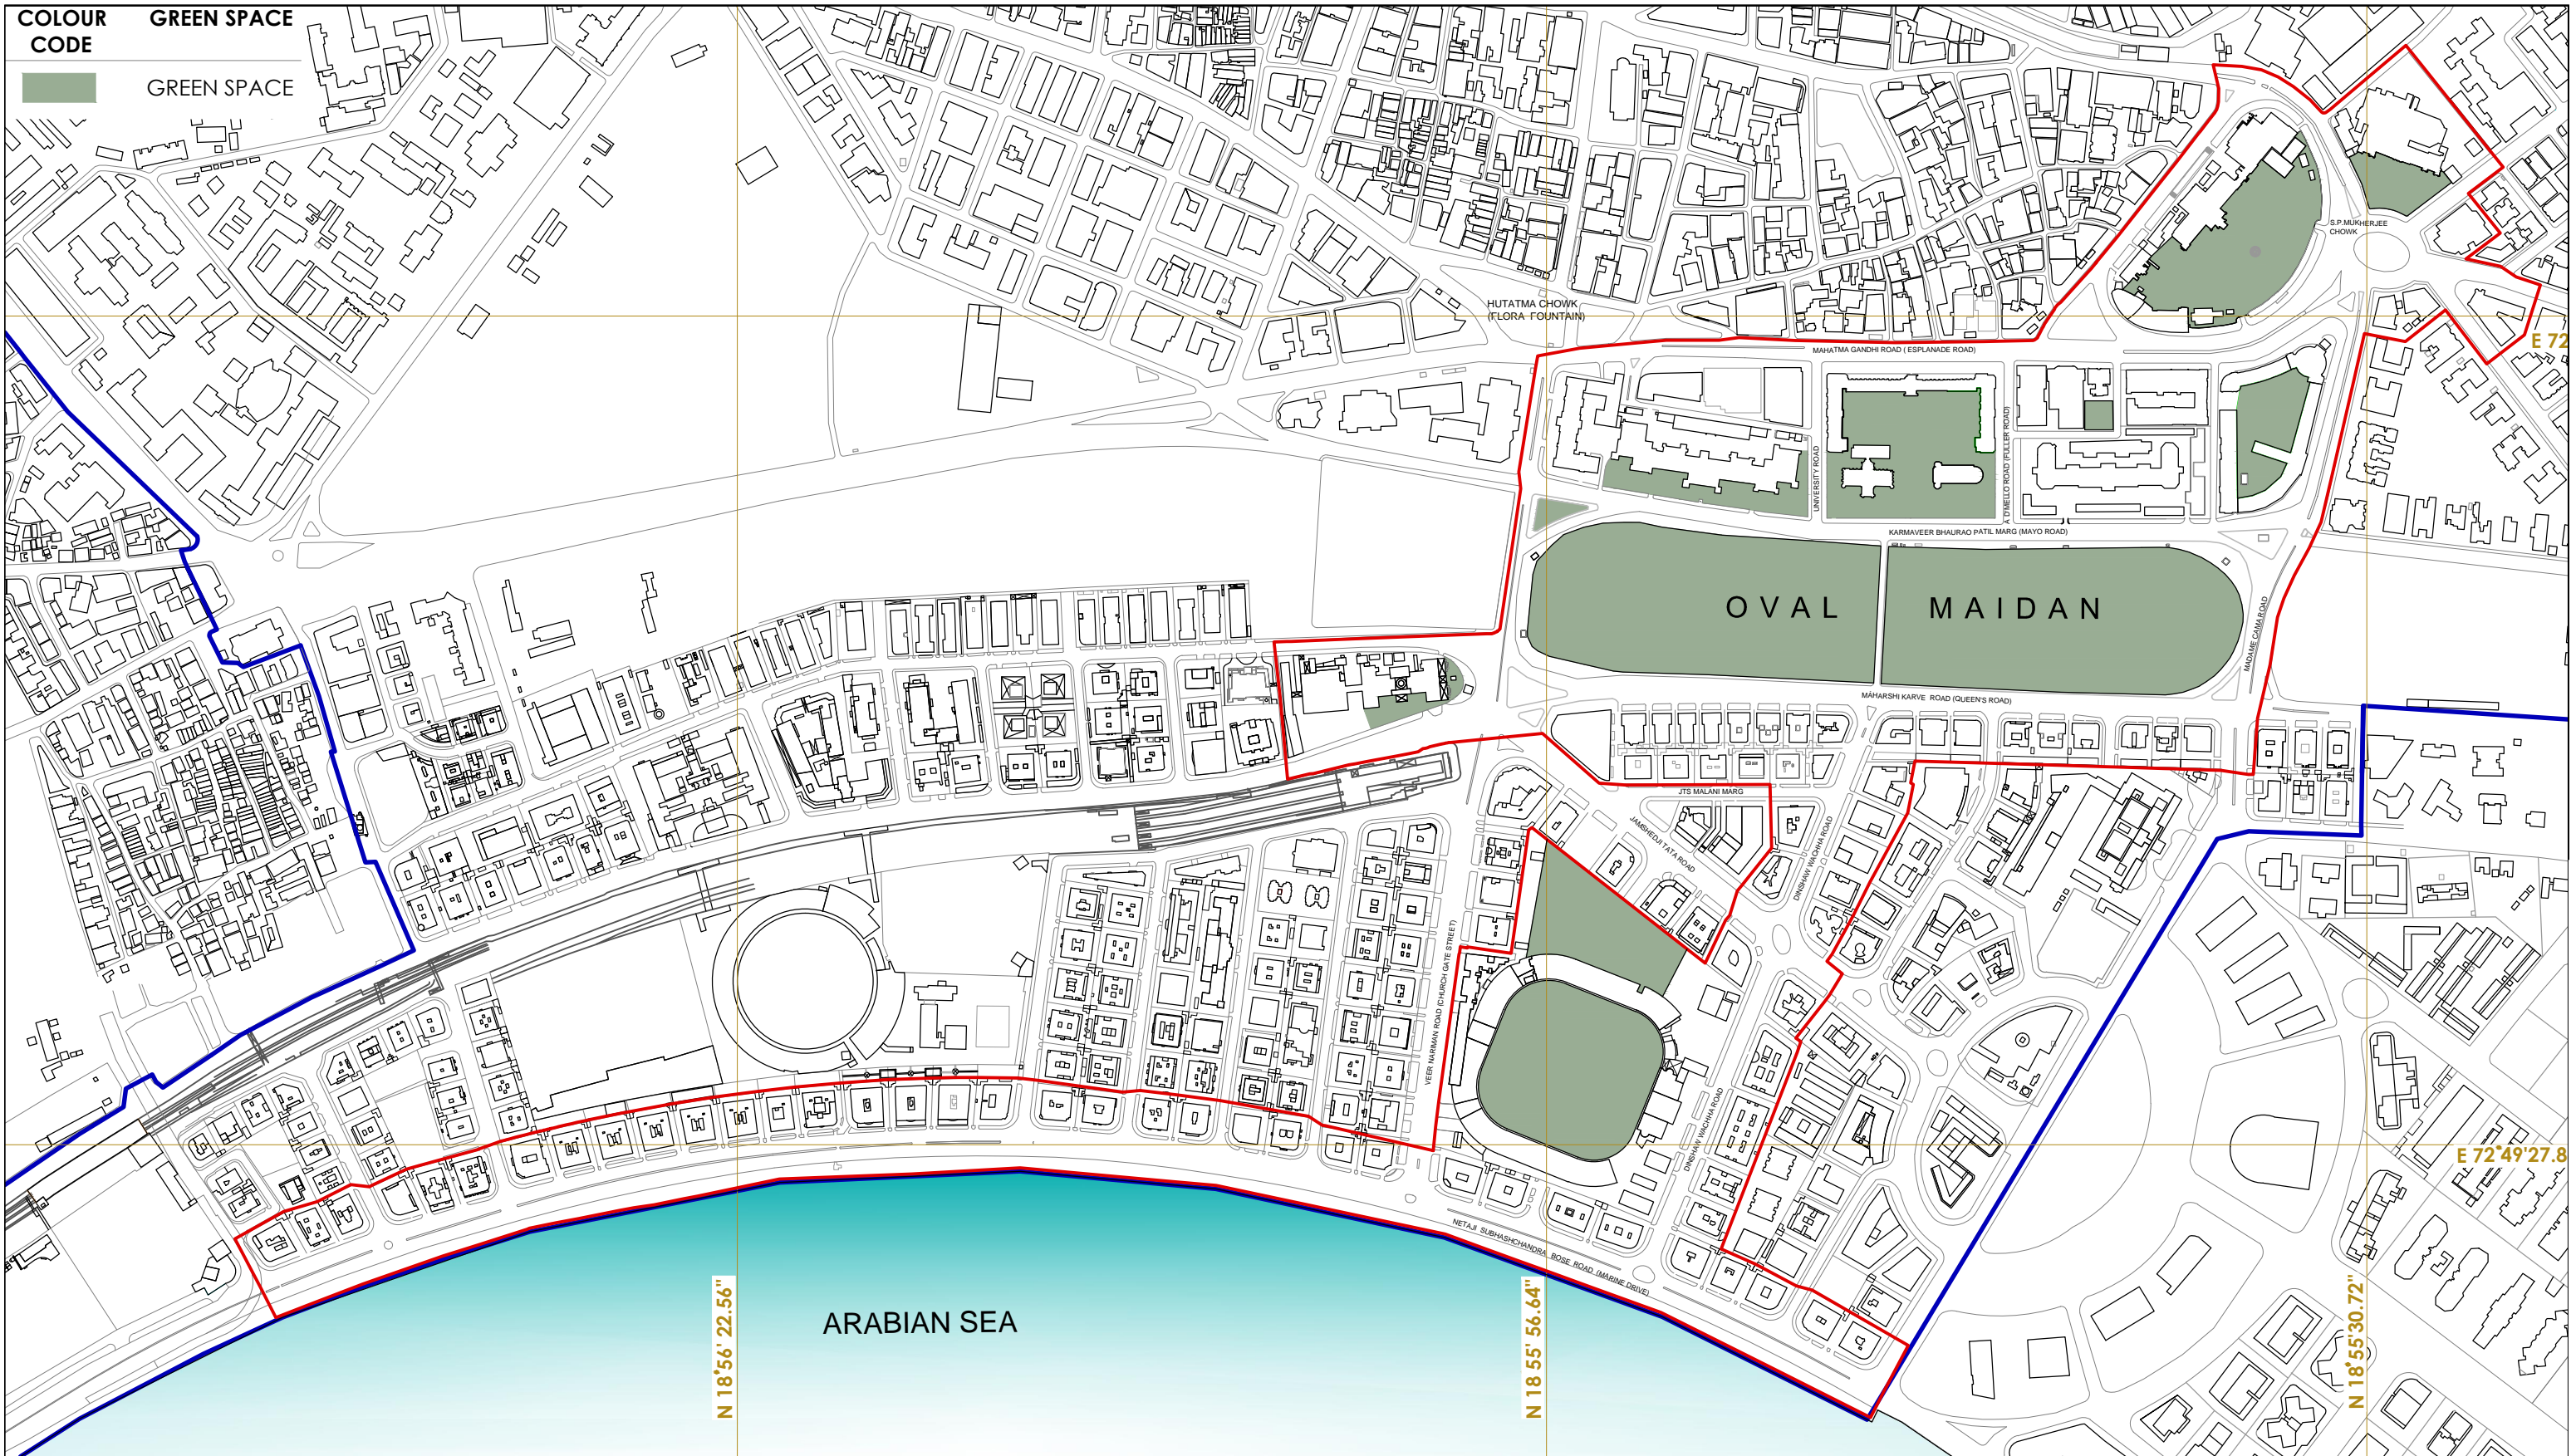 COLOUR CODE
GREEN SPACE
GREEN SPACE
S.P.MUKHERJEE
CHOWK
HUTATMA CHOWK
(FLORA FOUNTAIN)
MAHATMA GANDHI ROAD ( ESPLANADE ROAD)
E 72
UNIVERSITY ROAD
A D'MELLO ROAD (FULLER ROAD)
KARMAVEER BHAURAO PATIL MARG (MAYO ROAD)
OVAL MAIDAN
MADAME CAMA ROAD
MAHARSHI KARVE ROAD (QUEEN'S ROAD)
JTS MALANI MARG
JAMSHEDJI TATA ROAD
DINSHAW WACHHA ROAD
VEER NARIMAN ROAD (CHURCH GATE STREET)
DINSHAW WACHHA ROAD
E 72°49'27.8
NETAJI SUBHASHCHANDRA BOSE ROAD (MARINE DRIVE)
ARABIAN SEA
N 18°56' 22.56"
N 18 55' 56.64"
N 18°55'30.72"